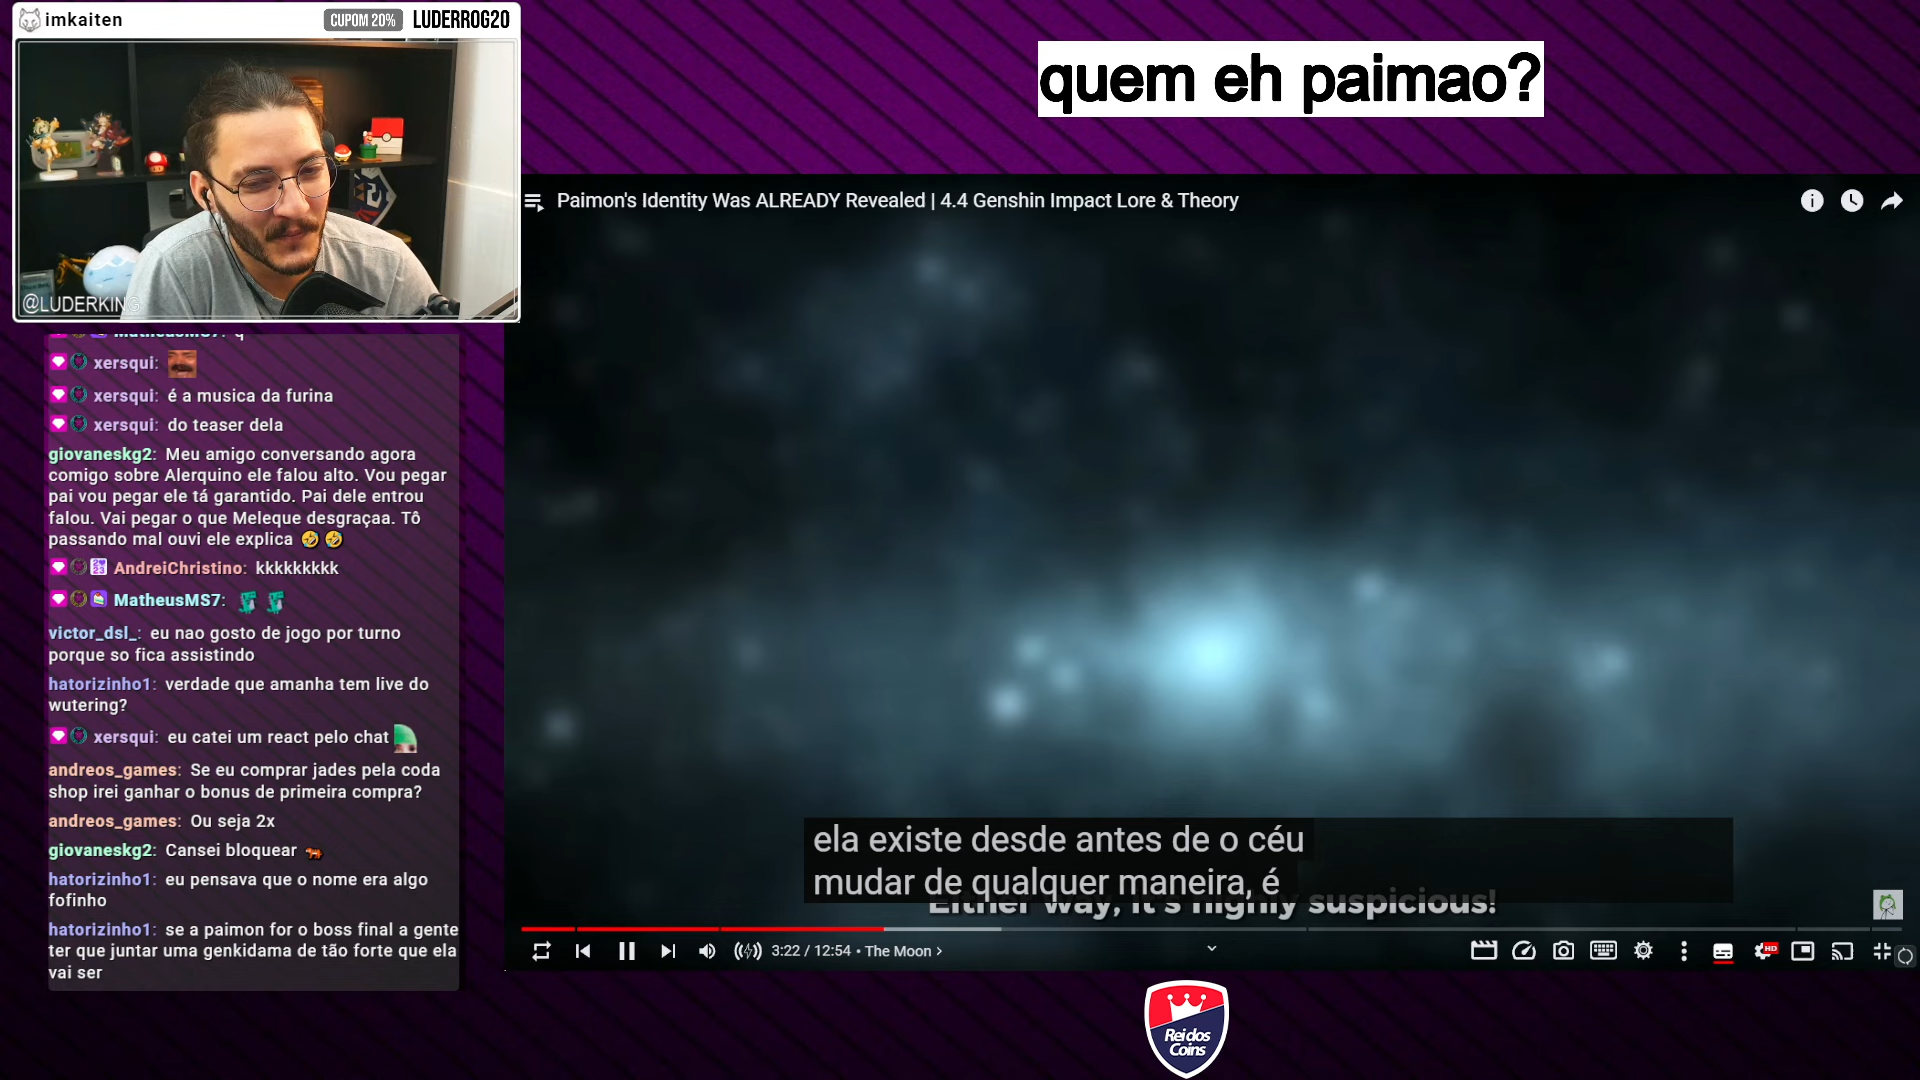 imkaiten
CUPOM 20%
LUDERROG20
@LUDERKING
quem eh paimao?
Paimon's Identity Was ALREADY Revealed | 4.4 Genshin Impact Lore & Theory
MatheusMS7: q
xersqui:
xersqui: é a musica da furina
xersqui: do teaser dela
giovaneskg2: Meu amigo conversando agora
comigo sobre Alerquino ele falou alto. Vou pegar
pai vou pegar ele tá garantido. Pai dele entrou
falou. Vai pegar o que Meleque desgraçaa. Tô
passando mal ouvi ele explica 🤣 🤣
AndreiChristino: kkkkkkkkk
MatheusMS7:
victor_dsl_: eu nao gosto de jogo por turno
porque so fica assistindo
hatorizinho1: verdade que amanha tem live do
wutering?
xersqui: eu catei um react pelo chat
andreos_games: Se eu comprar jades pela coda
shop irei ganhar o bonus de primeira compra?
andreos_games: Ou seja 2x
giovaneskg2: Cansei bloquear 🐅
hatorizinho1: eu pensava que o nome era algo
fofinho
hatorizinho1: se a paimon for o boss final a gente
ter que juntar uma genkidama de tão forte que ela
vai ser
ela existe desde antes de o céu
mudar de qualquer maneira, é
Either way, it's highly suspicious!
3:22 / 12:54 • The Moon >
HD
Rei dos
Coins